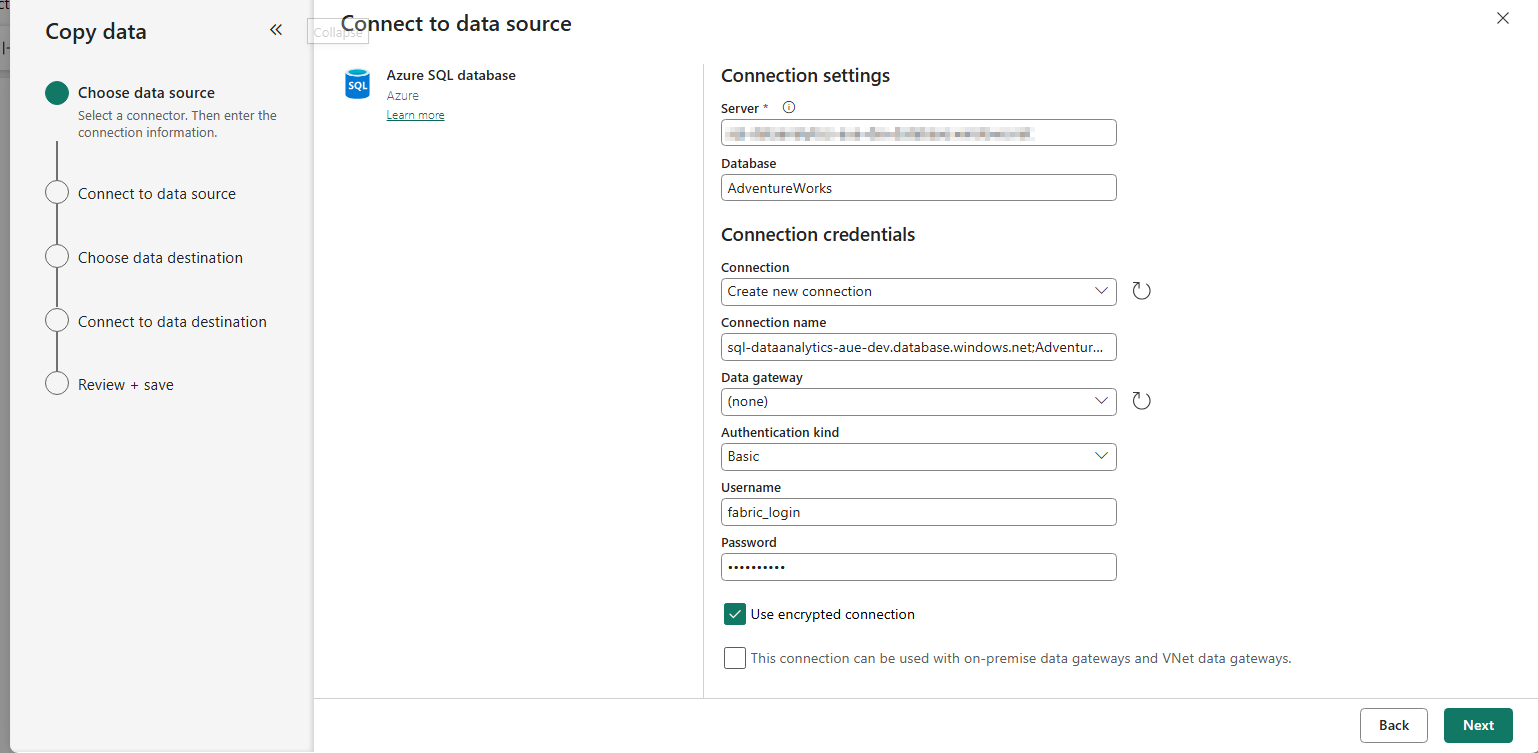 Copy data
Collapse
Choose data source
Select a connector. Then enter the
connection information.
Connect to data source
Choose data destination
Connect to data destination
Review + save
Connect to data source
SQL
Azure SQL database
Azure
Learn more
Connection settings
Server *
Database
AdventureWorks
Connection credentials
Connection
Create new connection
Connection name
sql-dataanalytics-aue-dev.database.windows.net;Adventur...
Data gateway
(none)
Authentication kind
Basic
Username
fabric_login
Password
••••••••••
Use encrypted connection
This connection can be used with on-premise data gateways and VNet data gateways.
Back
Next